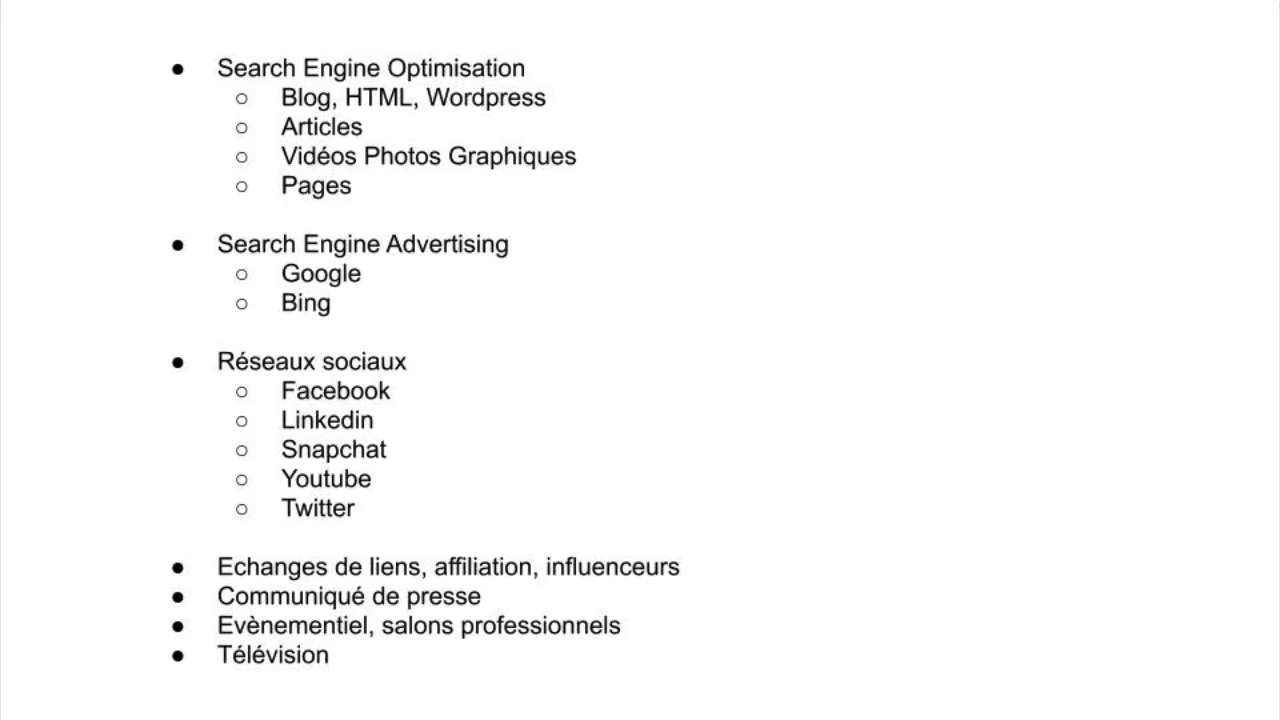 ● Search Engine Optimisation
○ Blog, HTML, Wordpress
○ Articles
○ Vidéos Photos Graphiques
○ Pages
● Search Engine Advertising
○ Google
○ Bing
● Réseaux sociaux
○ Facebook
○ Linkedin
○ Snapchat
○ Youtube
○ Twitter
● Echanges de liens, affiliation, influenceurs
● Communiqué de presse
● Evènementiel, salons professionnels
● Télévision